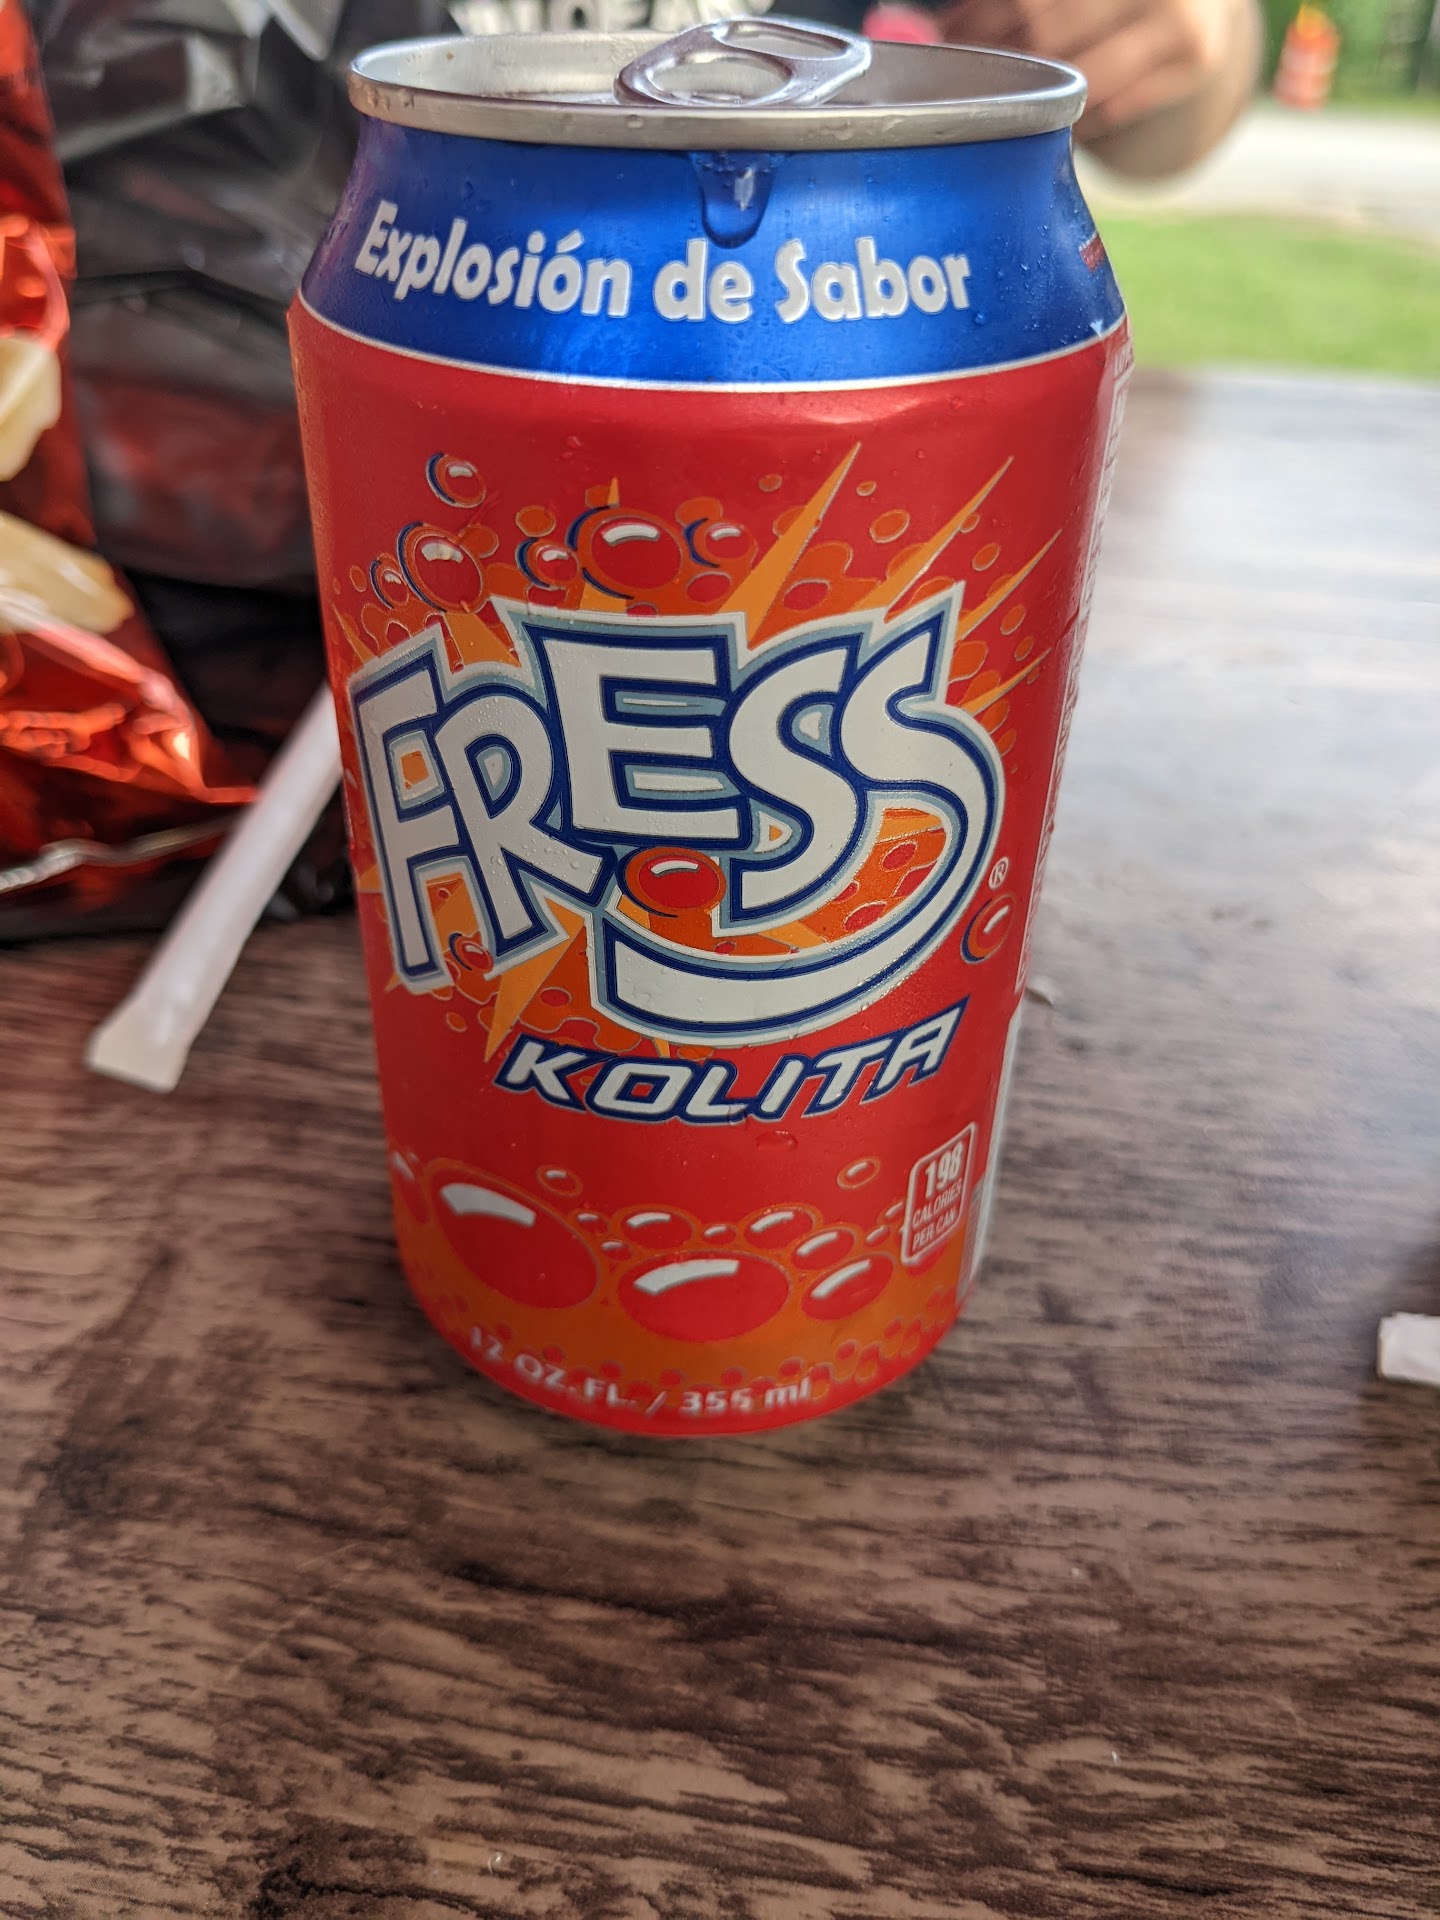 Explosión de Sabor
FRESS
®
KOLITA
198
CALORIES
PER CAN
12 OZ. FL. / 355 ml